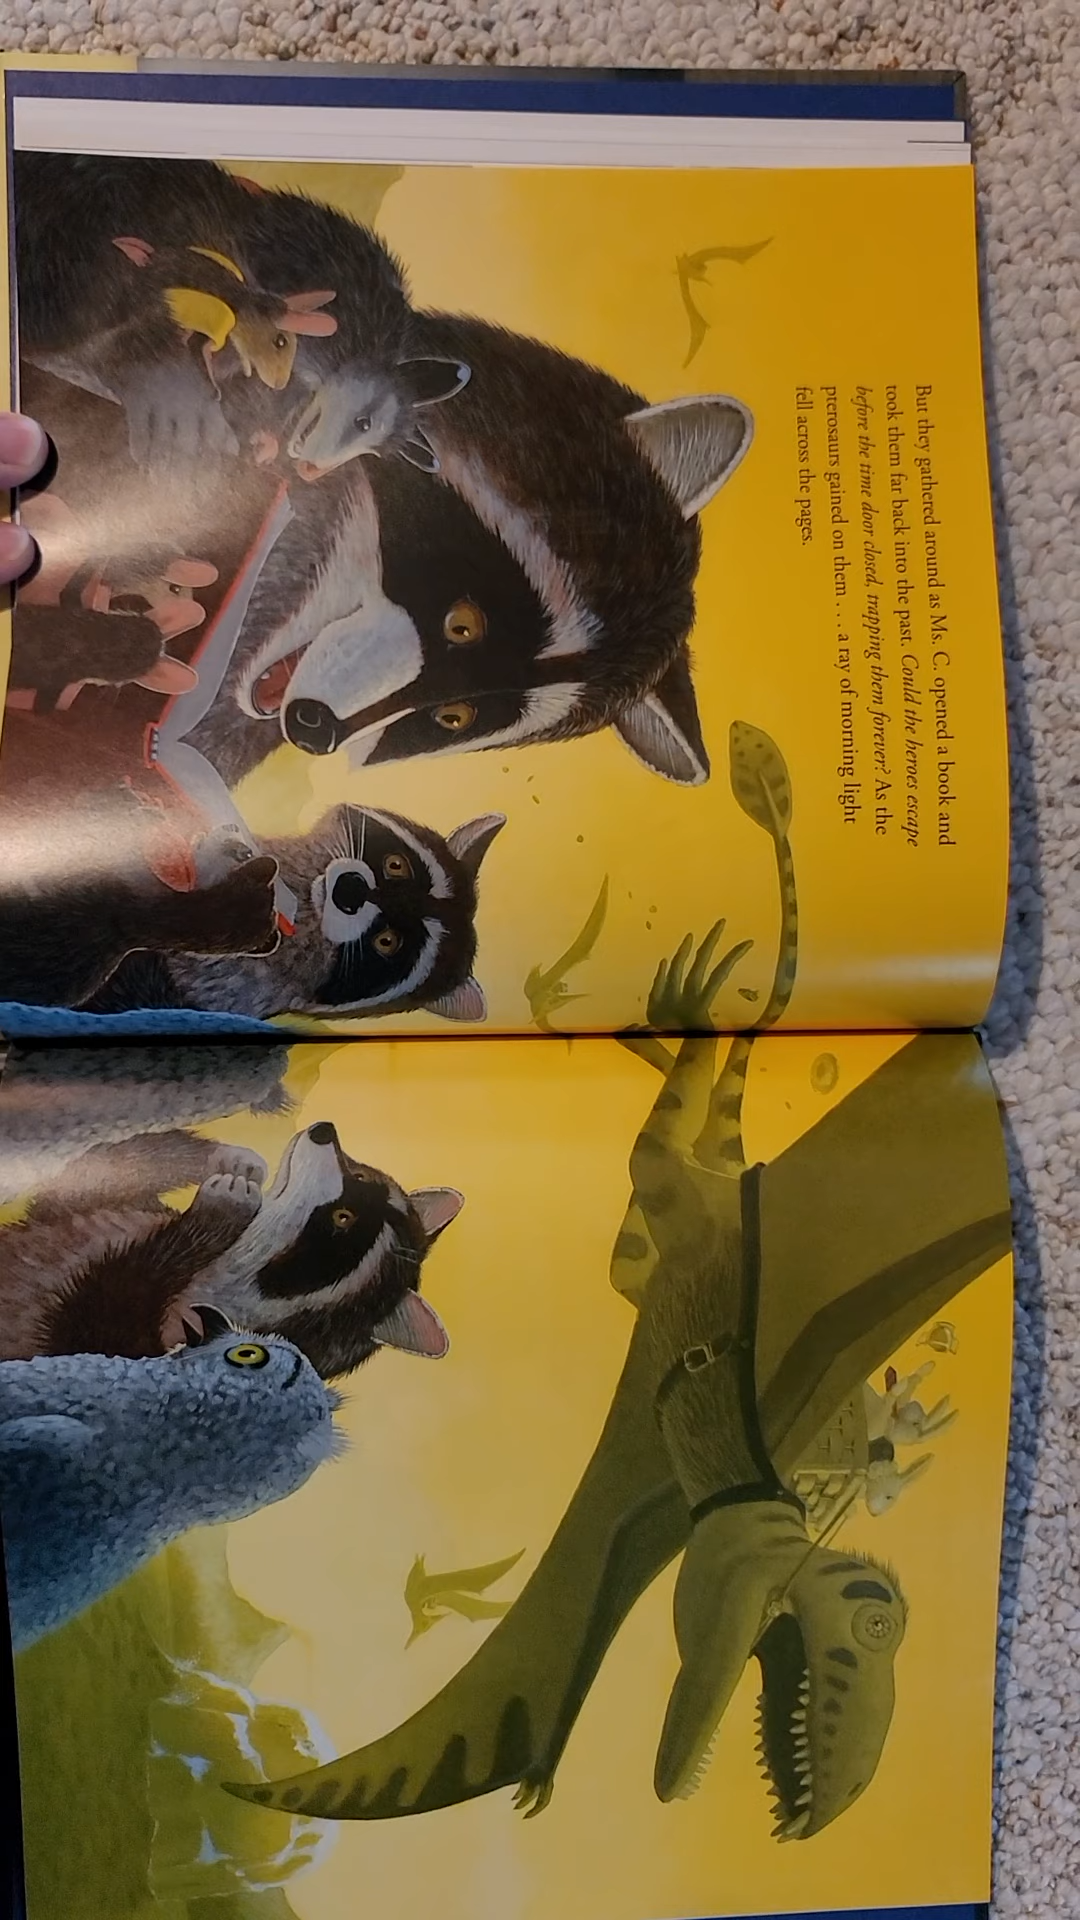 But they gathered around as Ms. C. opened a book and
took them far back into the past. Could the heroes escape
before the time door closed, trapping them forever? As the
pterosaurs gained on them . . . a ray of morning light
fell across the pages.